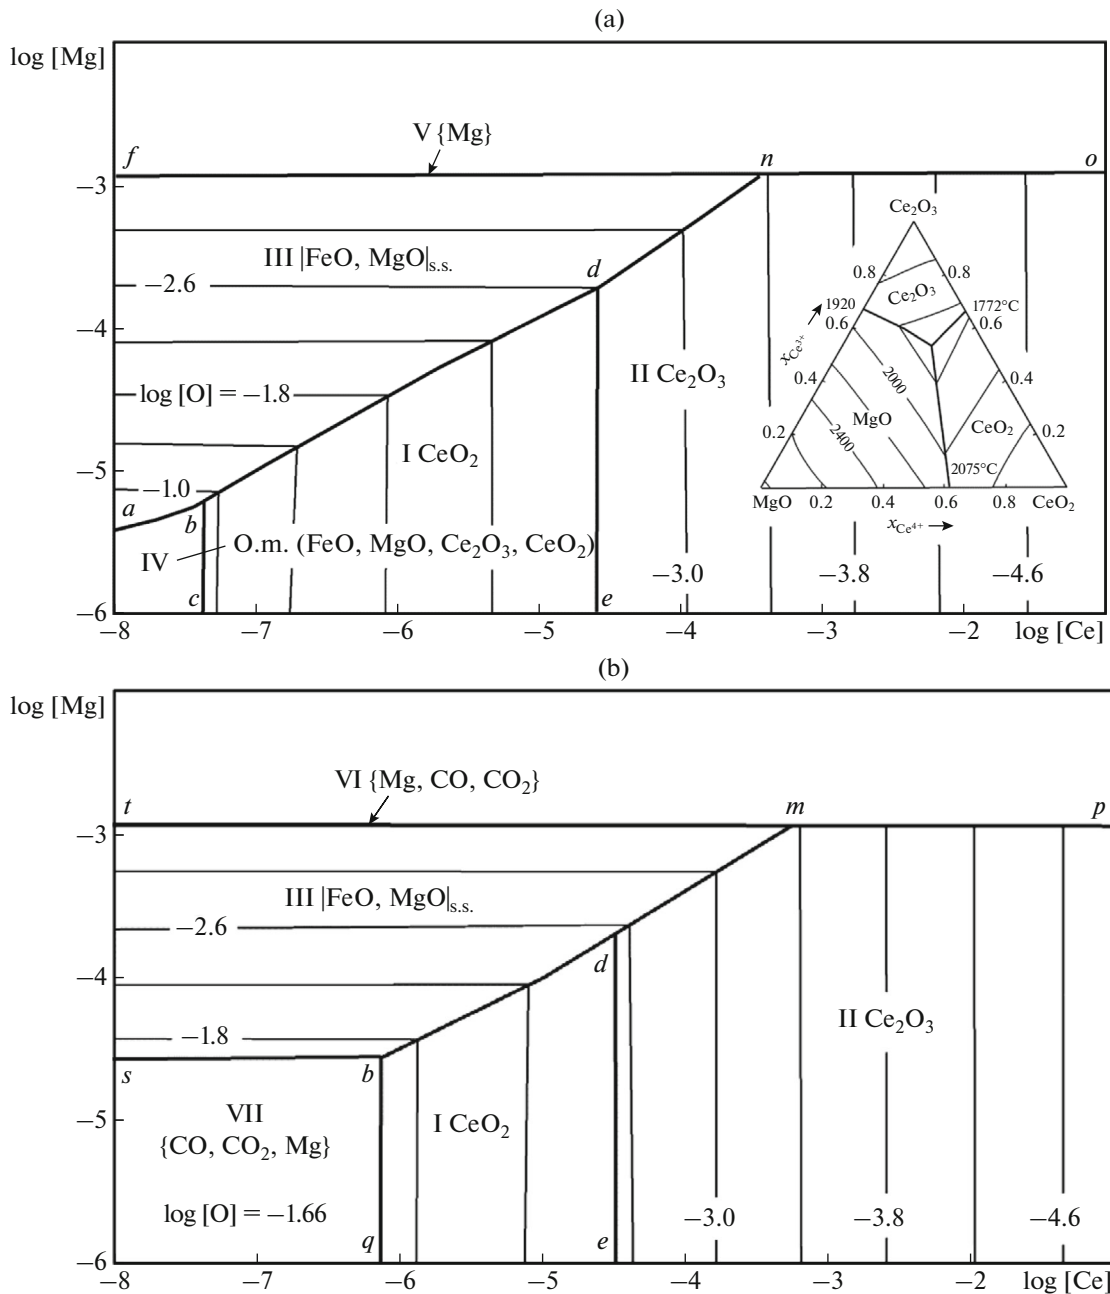 (a)
log [Mg]
V {Mg}
f
n
o
−3
Ce₂O₃
III |FeO, MgO|s.s.
d
0.8
0.8
−2.6
Ce₂O₃
1920
1772°C
0.6
0.6
−4
xCe³⁺ →
II Ce₂O₃
log [O] = −1.8
0.4
2000
0.4
MgO
CeO₂
0.2
2400
0.2
I CeO₂
−5
2075°C
−1.0
a
b
MgO
0.2
0.4
0.6
0.8
CeO₂
xCe⁴⁺ →
IV
O.m. (FeO, MgO, Ce₂O₃, CeO₂)
−3.0
−3.8
−4.6
c
e
−6
−8
−7
−6
−5
−4
−3
−2
log [Ce]
(b)
log [Mg]
VI {Mg, CO, CO₂}
t
m
p
−3
III |FeO, MgO|s.s.
−2.6
d
−4
II Ce₂O₃
−1.8
s
b
VII
−5
I CeO₂
{CO, CO₂, Mg}
log [O] = −1.66
−3.0
−3.8
−4.6
q
e
−6
−8
−7
−6
−5
−4
−3
−2
log [Ce]